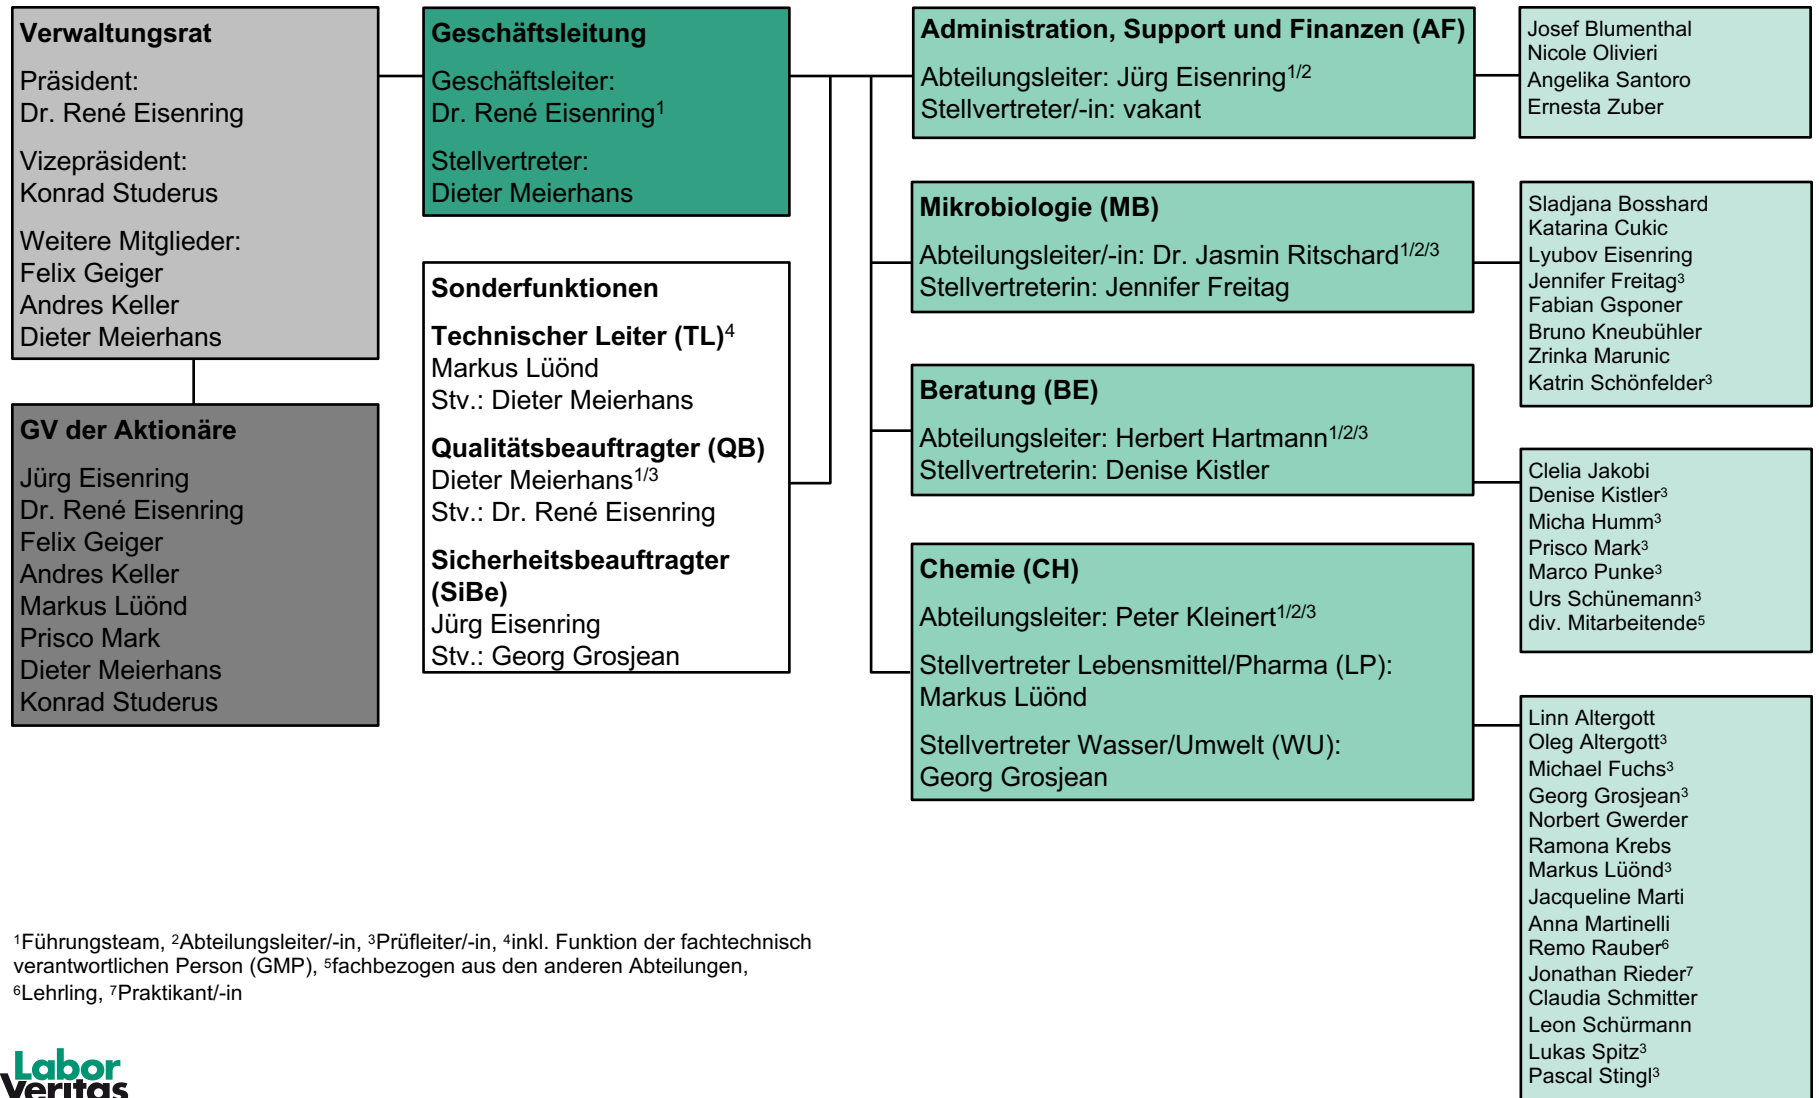 Verwaltungsrat
Präsident:
Dr. René Eisenring
Vizepräsident:
Konrad Studerus
Weitere Mitglieder:
Felix Geiger
Andres Keller
Dieter Meierhans
GV der Aktionäre
Jürg Eisenring
Dr. René Eisenring
Felix Geiger
Andres Keller
Markus Lüönd
Prisco Mark
Dieter Meierhans
Konrad Studerus
Geschäftsleitung
Geschäftsleiter:
Dr. René Eisenring¹
Stellvertreter:
Dieter Meierhans
Sonderfunktionen
Technischer Leiter (TL)⁴
Markus Lüönd
Stv.: Dieter Meierhans
Qualitätsbeauftragter (QB)
Dieter Meierhans¹/³
Stv.: Dr. René Eisenring
Sicherheitsbeauftragter
(SiBe)
Jürg Eisenring
Stv.: Georg Grosjean
Administration, Support und Finanzen (AF)
Abteilungsleiter: Jürg Eisenring¹/²
Stellvertreter/-in: vakant
Mikrobiologie (MB)
Abteilungsleiter/-in: Dr. Jasmin Ritschard¹/²/³
Stellvertreterin: Jennifer Freitag
Beratung (BE)
Abteilungsleiter: Herbert Hartmann¹/²/³
Stellvertreterin: Denise Kistler
Chemie (CH)
Abteilungsleiter: Peter Kleinert¹/²/³
Stellvertreter Lebensmittel/Pharma (LP):
Markus Lüönd
Stellvertreter Wasser/Umwelt (WU):
Georg Grosjean
Josef Blumenthal
Nicole Olivieri
Angelika Santoro
Ernesta Zuber
Sladjana Bosshard
Katarina Cukic
Lyubov Eisenring
Jennifer Freitag³
Fabian Gsponer
Bruno Kneubühler
Zrinka Marunic
Katrin Schönfelder³
Clelia Jakobi
Denise Kistler³
Micha Humm³
Prisco Mark³
Marco Punke³
Urs Schünemann³
div. Mitarbeitende⁵
Linn Altergott
Oleg Altergott³
Michael Fuchs³
Georg Grosjean³
Norbert Gwerder
Ramona Krebs
Markus Lüönd³
Jacqueline Marti
Anna Martinelli
Remo Rauber⁶
Jonathan Rieder⁷
Claudia Schmitter
Leon Schürmann
Lukas Spitz³
Pascal Stingl³
¹Führungsteam, ²Abteilungsleiter/-in, ³Prüfleiter/-in, ⁴inkl. Funktion der fachtechnisch
verantwortlichen Person (GMP), ⁵fachbezogen aus den anderen Abteilungen,
⁶Lehrling, ⁷Praktikant/-in
Labor
Veritas